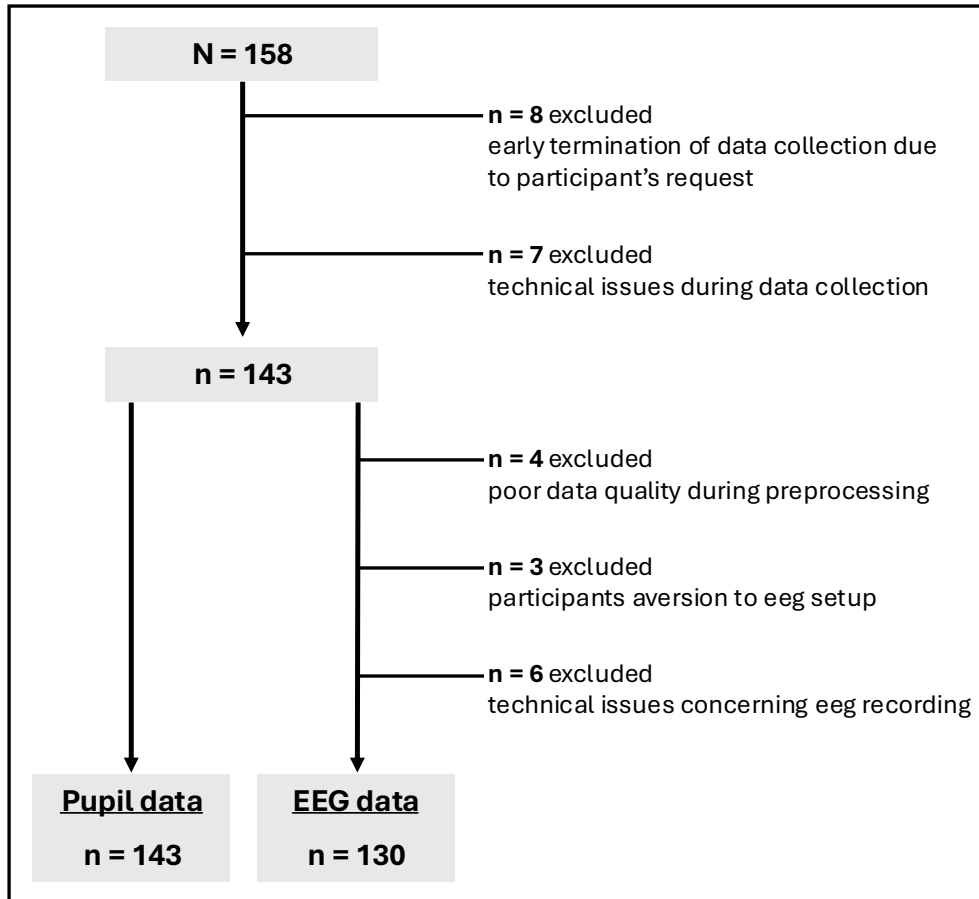 N = 158
n = 8 excluded
early termination of data collection due
to participant’s request
n = 7 excluded
technical issues during data collection
n = 143
n = 4 excluded
poor data quality during preprocessing
n = 3 excluded
participants aversion to eeg setup
n = 6 excluded
technical issues concerning eeg recording
Pupil data
n = 143
EEG data
n = 130